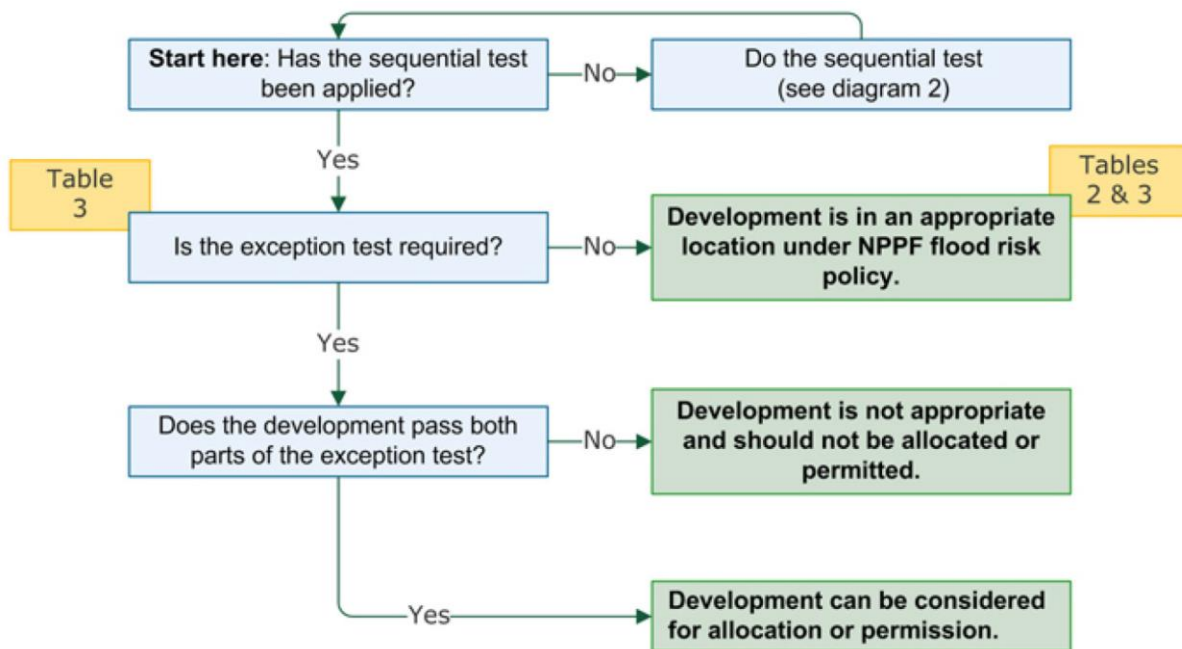 Start here: Has the sequential test
been applied?
No
Do the sequential test
(see diagram 2)
Yes
Table
3
Is the exception test required?
No
Tables
2 & 3
Development is in an appropriate
location under NPPF flood risk
policy.
Yes
Does the development pass both
parts of the exception test?
No
Development is not appropriate
and should not be allocated or
permitted.
Yes
Development can be considered
for allocation or permission.